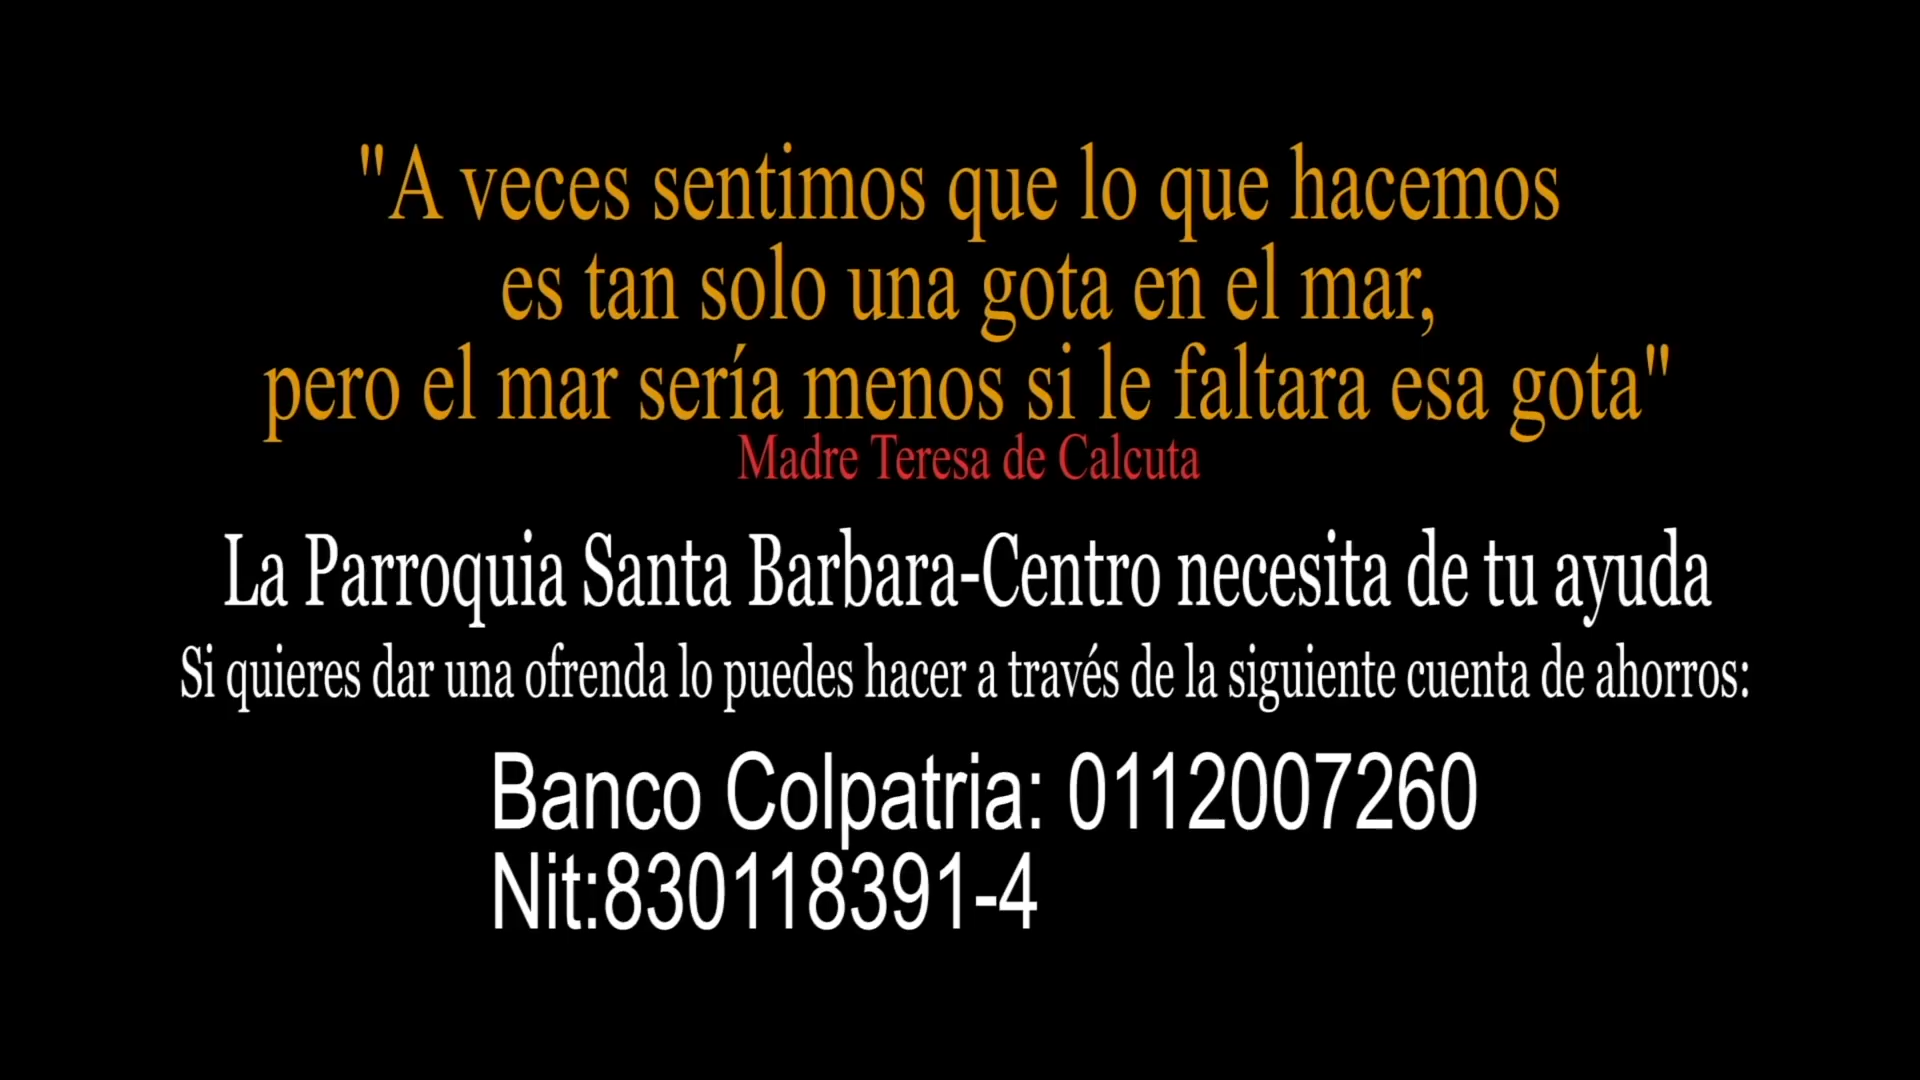 "A veces sentimos que lo que hacemos
es tan solo una gota en el mar,
pero el mar sería menos si le faltara esa gota"
Madre Teresa de Calcuta
La Parroquia Santa Barbara-Centro necesita de tu ayuda
Si quieres dar una ofrenda lo puedes hacer a través de la siguiente cuenta de ahorros:
Banco Colpatria: 0112007260
Nit:830118391-4